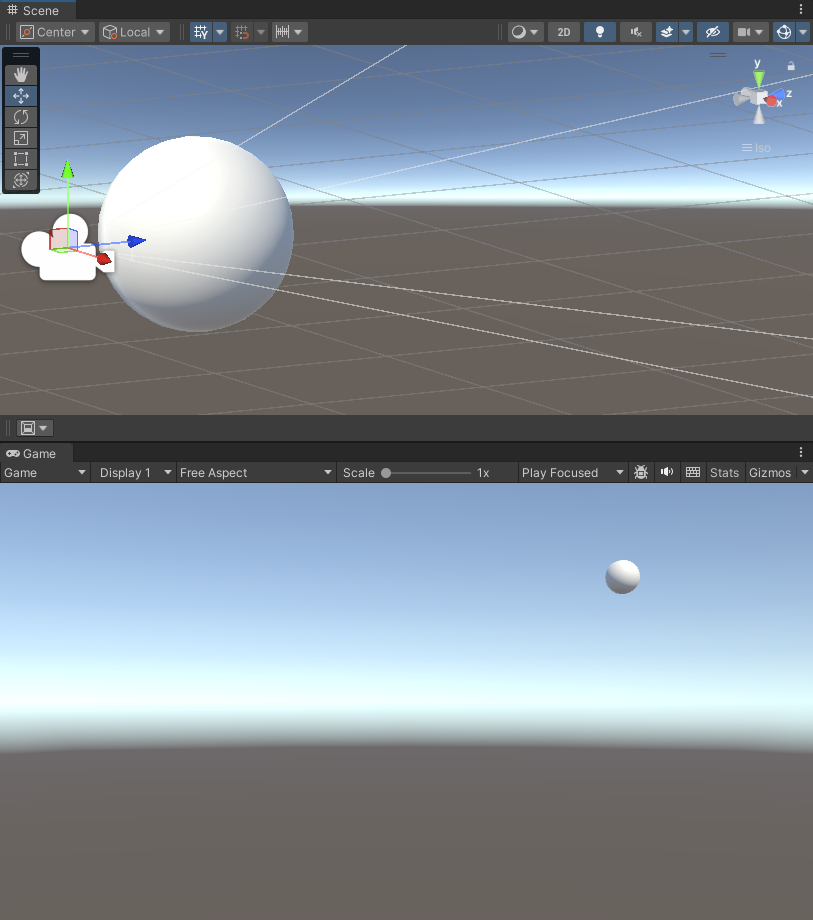 Scene
Center Local 2D
y
z
x
Iso
Game
Game Display 1 Free Aspect Scale 1x Play Focused Stats Gizmos